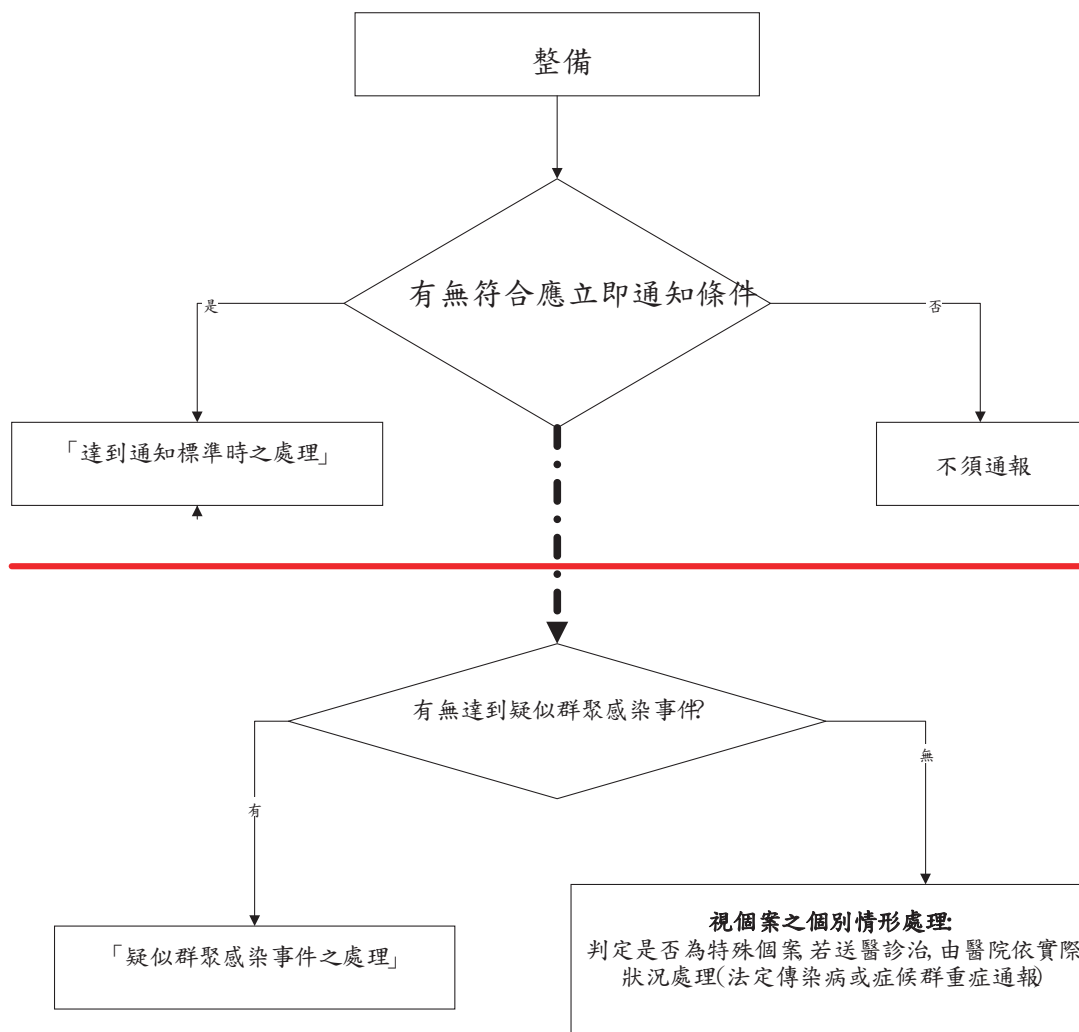 整備
有無符合應立即通知條件
是
否
「達到通知標準時之處理」
不須通報
有無達到疑似群聚感染事件?
無
有
「疑似群聚感染事件之處理」
視個案之個別情形處理:
判定是否為特殊個案,若送醫診治,由醫院依實際
狀況處理(法定傳染病或症候群重症通報)